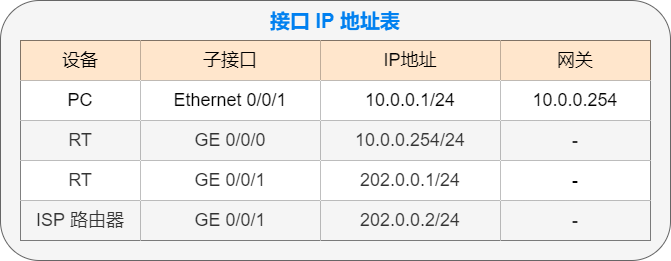 接口 IP 地址表
设备 子接口 IP地址 网关
PC Ethernet 0/0/1 10.0.0.1/24 10.0.0.254
RT GE 0/0/0 10.0.0.254/24 -
RT GE 0/0/1 202.0.0.1/24 -
ISP 路由器 GE 0/0/1 202.0.0.2/24 -